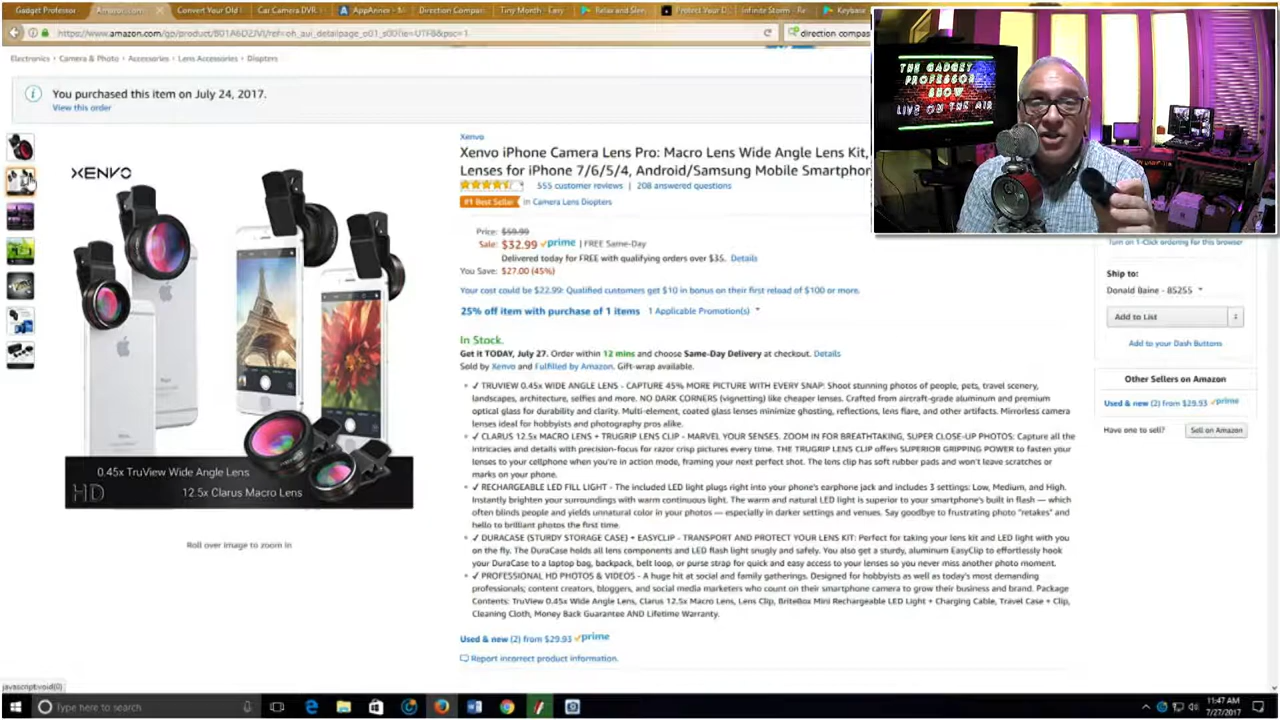 Gadget Professor
Amazon.com
Convert Your Old
Car Camera DVR.
AppAnnex - M
Direction Compan
Tiny Month - Easy
Relax and Sleep
Protect Your D
Infinite Storm - Re
Keybase
https://www.amazon.com/gp/product/B01A6D2JVI/ref=oh_aui_detailpage_o01_s00?ie=UTF8&psc=1
direction compas
Electronics › Camera & Photo › Accessories › Lens Accessories › Diopters
You purchased this item on July 24, 2017.
View this order
THE GADGET
PROFESSOR
SHOW
LIVE ON THE AIR
XENVO
0.45x TruView Wide Angle Lens
HD
12.5x Clarus Macro Lens
Roll over image to zoom in
Xenvo
Xenvo iPhone Camera Lens Pro: Macro Lens Wide Angle Lens Kit,
Lenses for iPhone 7/6/5/4, Android/Samsung Mobile Smartphor
555 customer reviews | 208 answered questions
#1 Best Seller in Camera Lens Diopters
Price: $59.99
Sale: $32.99 prime | FREE Same-Day
Delivered today for FREE with qualifying orders over $35. Details
You Save: $27.00 (45%)
Your cost could be $22.99: Qualified customers get $10 in bonus on their first reload of $100 or more.
25% off item with purchase of 1 items 1 Applicable Promotion(s)
In Stock.
Get it TODAY, July 27. Order within 12 mins and choose Same-Day Delivery at checkout. Details
Sold by Xenvo and Fulfilled by Amazon. Gift-wrap available.
✓ TRUVIEW 0.45x WIDE ANGLE LENS - CAPTURE 45% MORE PICTURE WITH EVERY SNAP: Shoot stunning photos of people, pets, travel scenery,
landscapes, architecture, selfies and more. NO DARK CORNERS (vignetting) like cheaper lenses. Crafted from aircraft-grade aluminum and premium
optical glass for durability and clarity. Multi-element, coated glass lenses minimize ghosting, reflections, lens flare, and other artifacts. Mirrorless camera
lenses ideal for hobbyists and photography pros alike.
✓ CLARUS 12.5x MACRO LENS + TRUGRIP LENS CLIP - MARVEL YOUR SENSES. ZOOM IN FOR BREATHTAKING, SUPER CLOSE-UP PHOTOS: Capture all the
intricacies and details with precision-focus for razor crisp pictures every time. THE TRUGRIP LENS CLIP offers SUPERIOR GRIPPING POWER to fasten your
lenses to your cellphone when you're in action mode, framing your next perfect shot. The lens clip has soft rubber pads and won't leave scratches or
marks on your phone.
✓ RECHARGEABLE LED FILL LIGHT - The included LED light plugs right into your phone's earphone jack and includes 3 settings: Low, Medium, and High.
Instantly brighten your surroundings with warm continuous light. The warm and natural LED light is superior to your smartphone's built in flash — which
often blinds people and yields unnatural color in your photos — especially in darker settings and venues. Say goodbye to frustrating photo "retakes" and
hello to brilliant photos the first time.
✓ DURACASE (STURDY STORAGE CASE) + EASYCLIP - TRANSPORT AND PROTECT YOUR LENS KIT: Perfect for taking your lens kit and LED light with you
on the fly. The DuraCase holds all lens components and LED flash light snugly and safely. You also get a sturdy, aluminum EasyClip to effortlessly hook
your DuraCase to a laptop bag, backpack, belt loop, or purse strap for quick and easy access to your lenses so you never miss another photo moment.
✓ PROFESSIONAL HD PHOTOS & VIDEOS - A huge hit at social and family gatherings. Designed for hobbyists as well as today's most demanding
professionals; content creators, bloggers, and social media marketers who count on their smartphone camera to grow their business and brand. Package
Contents: TruView 0.45x Wide Angle Lens, Clarus 12.5x Macro Lens, Lens Clip, BriteBox Mini Rechargeable LED Light + Charging Cable, Travel Case + Clip,
Cleaning Cloth, Money Back Guarantee AND Lifetime Warranty.
Used & new (2) from $29.93 prime
Report incorrect product information.
Turn on 1-Click ordering for this browser
Ship to:
Donald Baine - 85255
Add to List
Add to your Dash Buttons
Other Sellers on Amazon
Used & new (2) from $29.93 prime
Have one to sell?
Sell on Amazon
javascript:void(0)
Type here to search
11:47 AM
7/27/2017